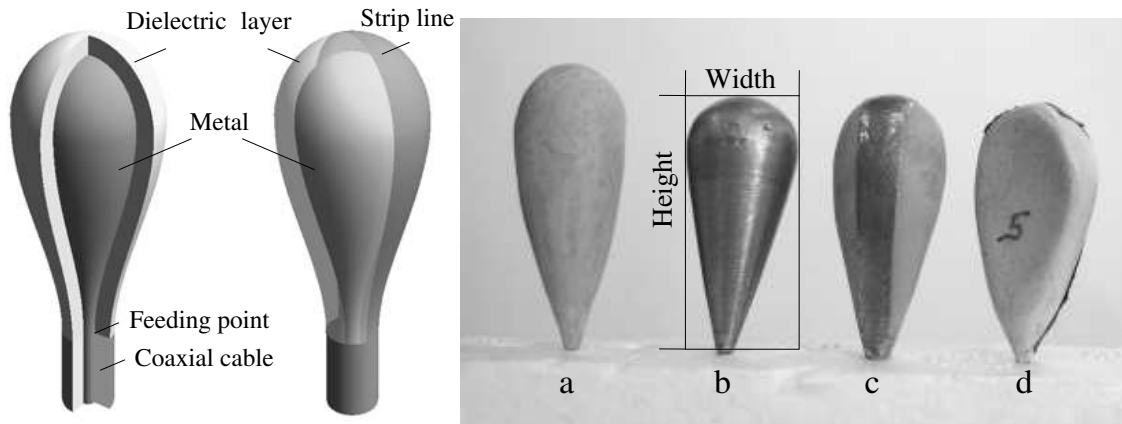 Dielectric layer
Strip line
Metal
Feeding point
Coaxial cable
Width
Height
5
a b c d